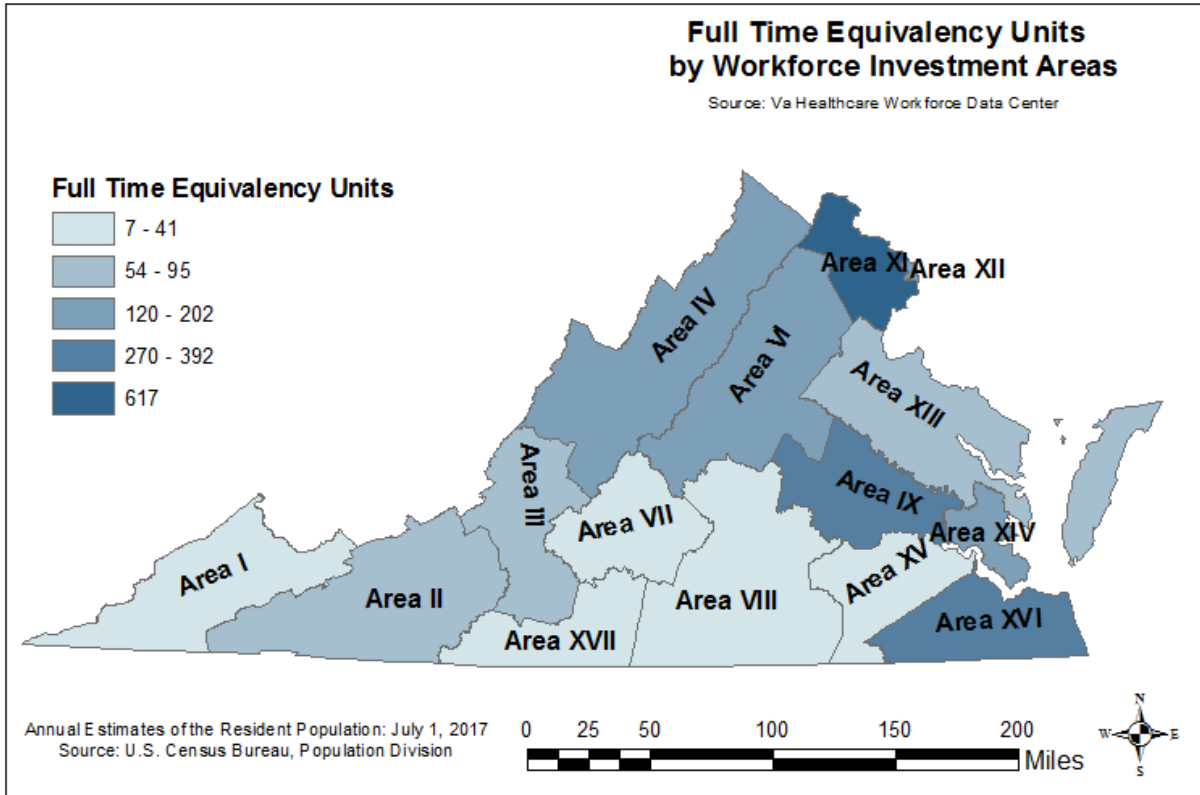 Full Time Equivalency Units
by Workforce Investment Areas
Source: Va Healthcare Workforce Data Center
Full Time Equivalency Units
7 - 41
54 - 95
120 - 202
270 - 392
617
Area XI
Area XII
Area IV
Area VI
Area XIII
Area III
Area IX
Area VII
Area XIV
Area I
Area XV
Area II
Area VIII
Area XVI
Area XVII
Annual Estimates of the Resident Population: July 1, 2017
Source: U.S. Census Bureau, Population Division
0 25 50 100 150 200
Miles
N
W E
S